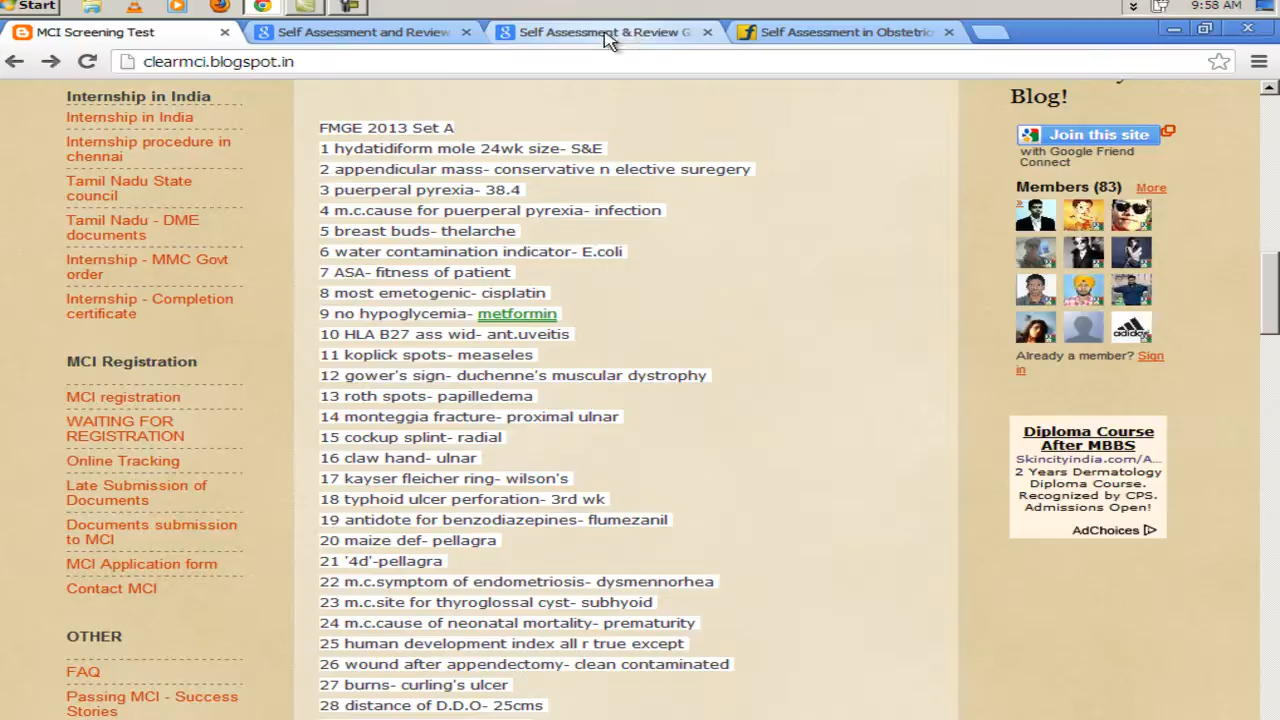 Start
9:58 AM
MCI Screening Test
Self Assessment and Review
Self Assessment & Review G
Self Assessment in Obstetric
clearmci.blogspot.in
Internship in India
Internship in India
Internship procedure in
chennai
Tamil Nadu State
council
Tamil Nadu - DME
documents
Internship - MMC Govt
order
Internship - Completion
certificate
MCI Registration
MCI registration
WAITING FOR
REGISTRATION
Online Tracking
Late Submission of
Documents
Documents submission
to MCI
MCI Application form
Contact MCI
OTHER
FAQ
Passing MCI - Success
Stories
FMGE 2013 Set A
1 hydatidiform mole 24wk size- S&E
2 appendicular mass- conservative n elective suregery
3 puerperal pyrexia- 38.4
4 m.c.cause for puerperal pyrexia- infection
5 breast buds- thelarche
6 water contamination indicator- E.coli
7 ASA- fitness of patient
8 most emetogenic- cisplatin
9 no hypoglycemia- metformin
10 HLA B27 ass wid- ant.uveitis
11 koplick spots- measeles
12 gower's sign- duchenne's muscular dystrophy
13 roth spots- papilledema
14 monteggia fracture- proximal ulnar
15 cockup splint- radial
16 claw hand- ulnar
17 kayser fleicher ring- wilson's
18 typhoid ulcer perforation- 3rd wk
19 antidote for benzodiazepines- flumezanil
20 maize def- pellagra
21 '4d'-pellagra
22 m.c.symptom of endometriosis- dysmennorhea
23 m.c.site for thyroglossal cyst- subhyoid
24 m.c.cause of neonatal mortality- prematurity
25 human development index all r true except
26 wound after appendectomy- clean contaminated
27 burns- curling's ulcer
28 distance of D.D.O- 25cms
Blog!
Join this site
with Google Friend
Connect
Members (83) More
adidas
Already a member? Sign
in
Diploma Course
After MBBS
Skincityindia.com/A...
2 Years Dermatology
Diploma Course.
Recognized by CPS.
Admissions Open!
AdChoices